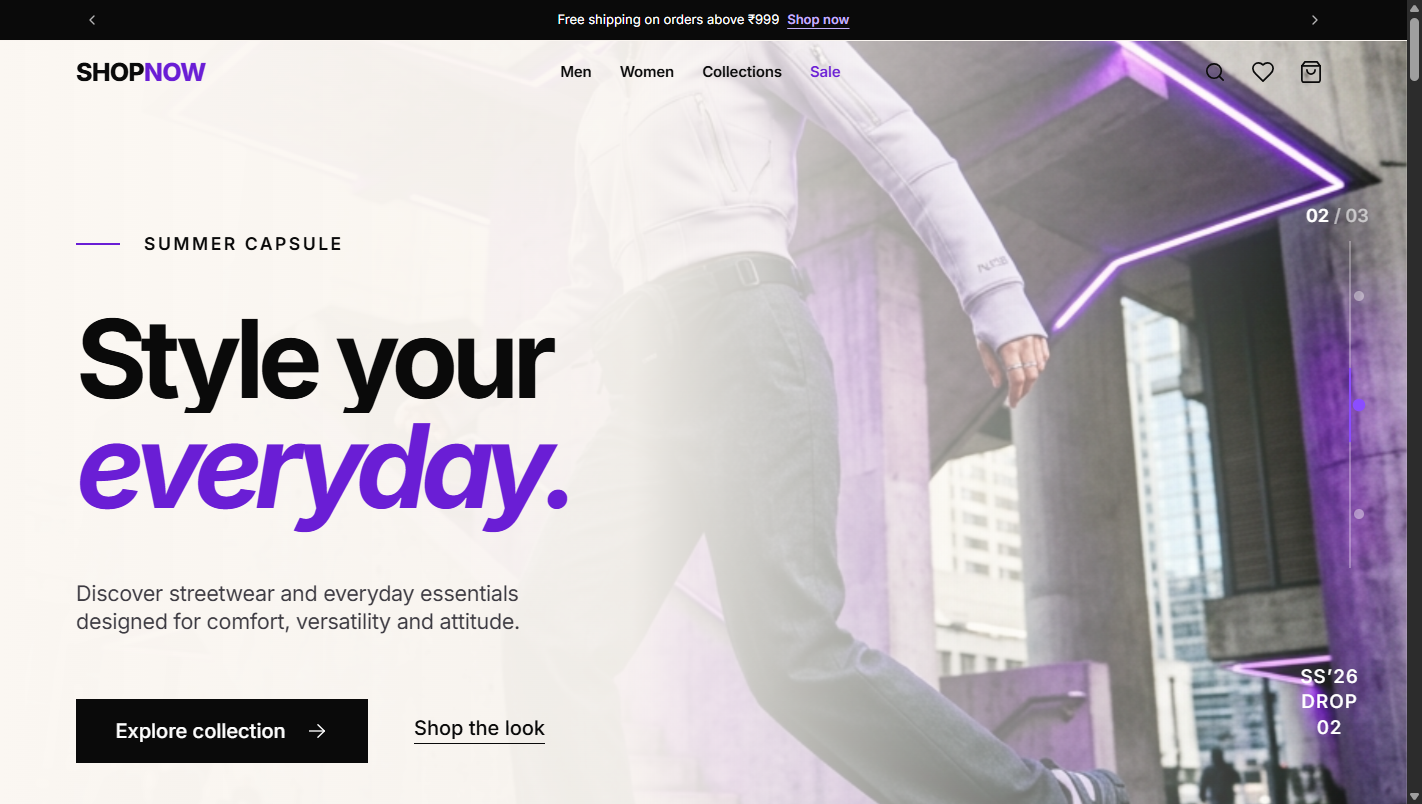 Free shipping on orders above ₹999 Shop now
SHOPNOW
Men Women Collections Sale
02 / 03
SUMMER CAPSULE
Style your
everyday.
Discover streetwear and everyday essentials
designed for comfort, versatility and attitude.
SS’26
DROP
02
Explore collection
Shop the look